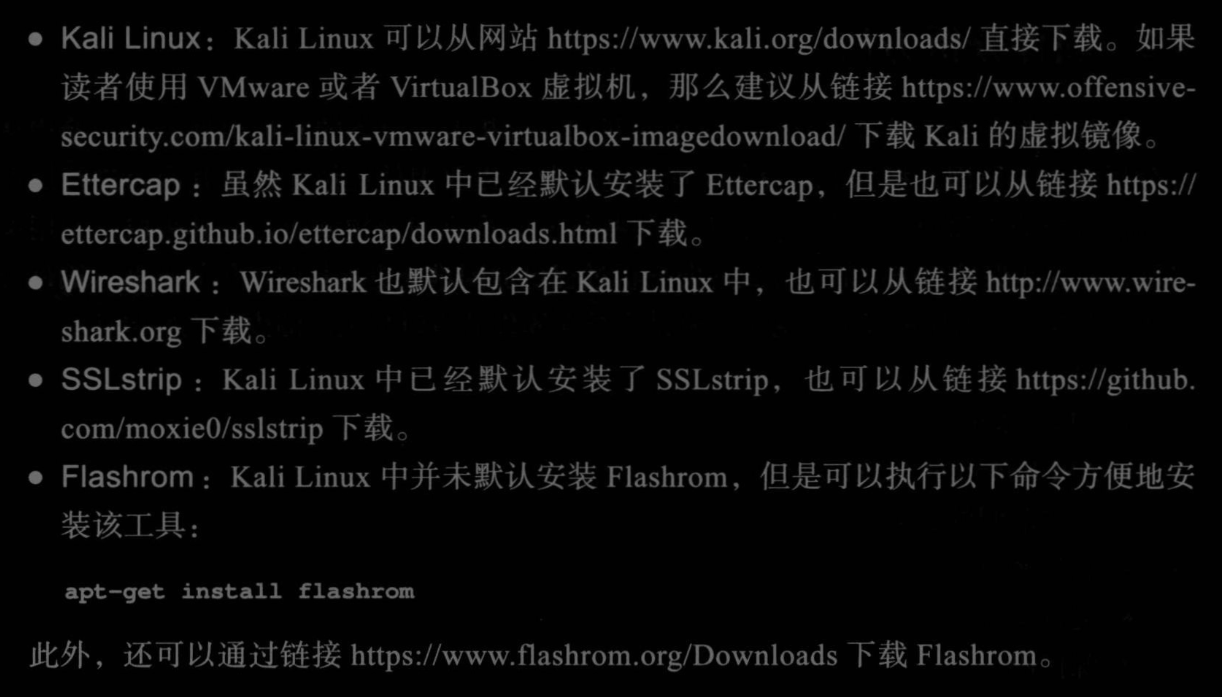 ● Kali Linux：Kali Linux 可以从网站 https://www.kali.org/downloads/ 直接下载。如果
读者使用 VMware 或者 VirtualBox 虚拟机，那么建议从链接 https://www.offensive-
security.com/kali-linux-vmware-virtualbox-imagedownload/ 下载 Kali 的虚拟镜像。
● Ettercap：虽然 Kali Linux 中已经默认安装了 Ettercap，但是也可以从链接 https://
ettercap.github.io/ettercap/downloads.html 下载。
● Wireshark：Wireshark 也默认包含在 Kali Linux 中，也可以从链接 http://www.wire-
shark.org 下载。
● SSLstrip：Kali Linux 中已经默认安装了 SSLstrip，也可以从链接 https://github.
com/moxie0/sslstrip 下载。
● Flashrom：Kali Linux 中并未默认安装 Flashrom，但是可以执行以下命令方便地安
装该工具：
apt-get install flashrom
此外，还可以通过链接 https://www.flashrom.org/Downloads 下载 Flashrom。